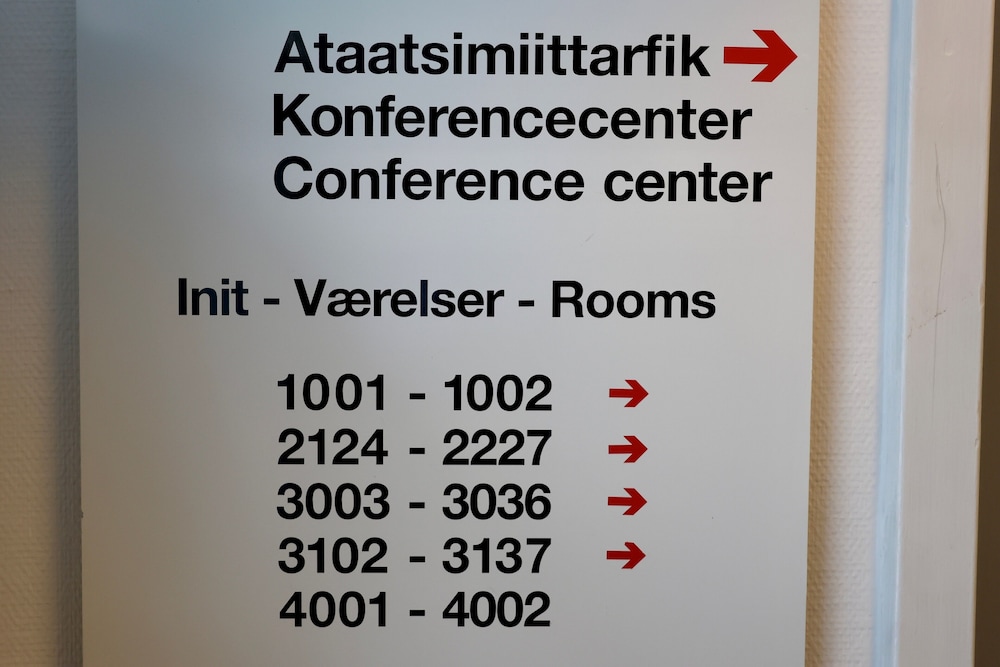 Ataatsimiittarfik →
Konferencecenter
Conference center
Init - Værelser - Rooms
1001 - 1002 →
2124 - 2227 →
3003 - 3036 →
3102 - 3137 →
4001 - 4002